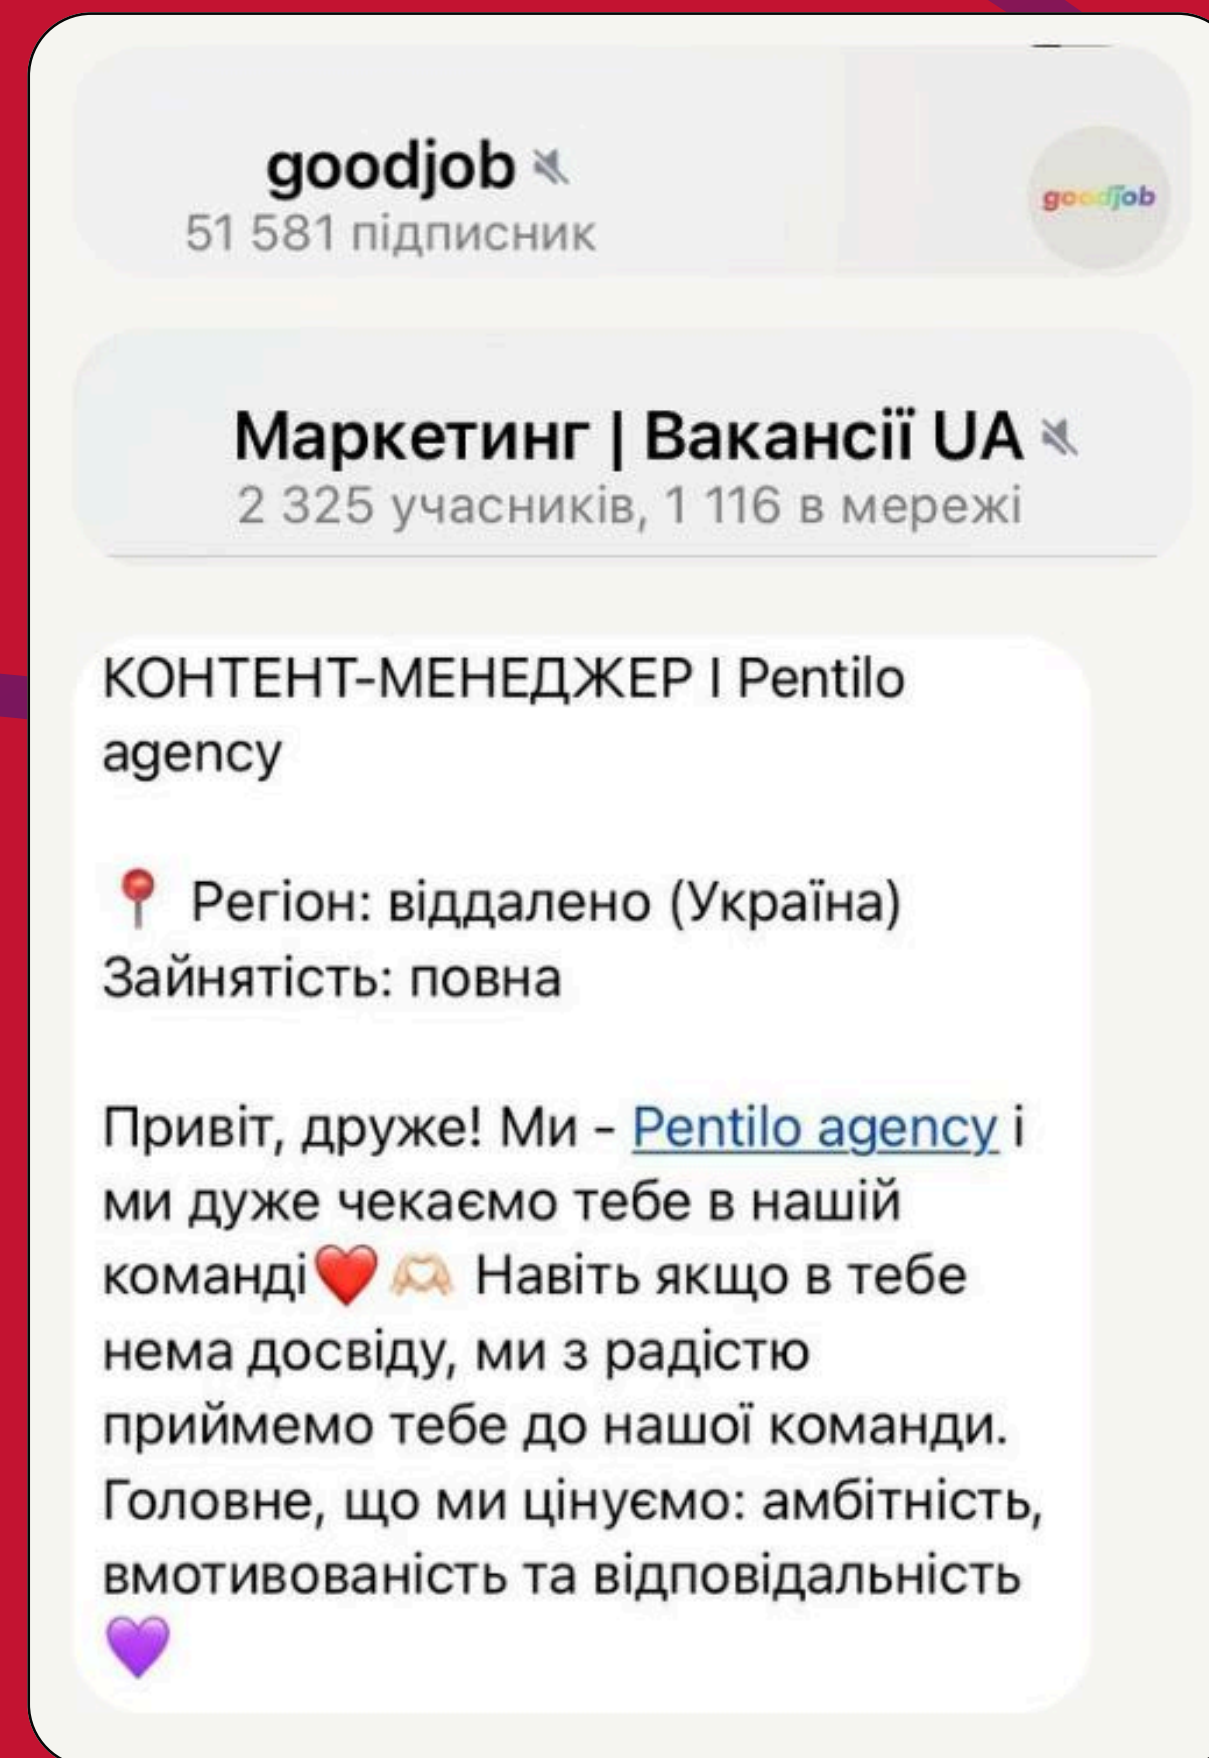 goodjob
51 581 підписник
goodjob
Маркетинг | Вакансії UA
2 325 учасників, 1 116 в мережі
КОНТЕНТ-МЕНЕДЖЕР І Pentilo
agency
📍 Регіон: віддалено (Україна)
Зайнятість: повна
Привіт, друже! Ми - Pentilo agency і
ми дуже чекаємо тебе в нашій
команді❤️🫶🏻 Навіть якщо в тебе
нема досвіду, ми з радістю
приймемо тебе до нашої команди.
Головне, що ми цінуємо: амбітність,
вмотивованість та відповідальність
💜